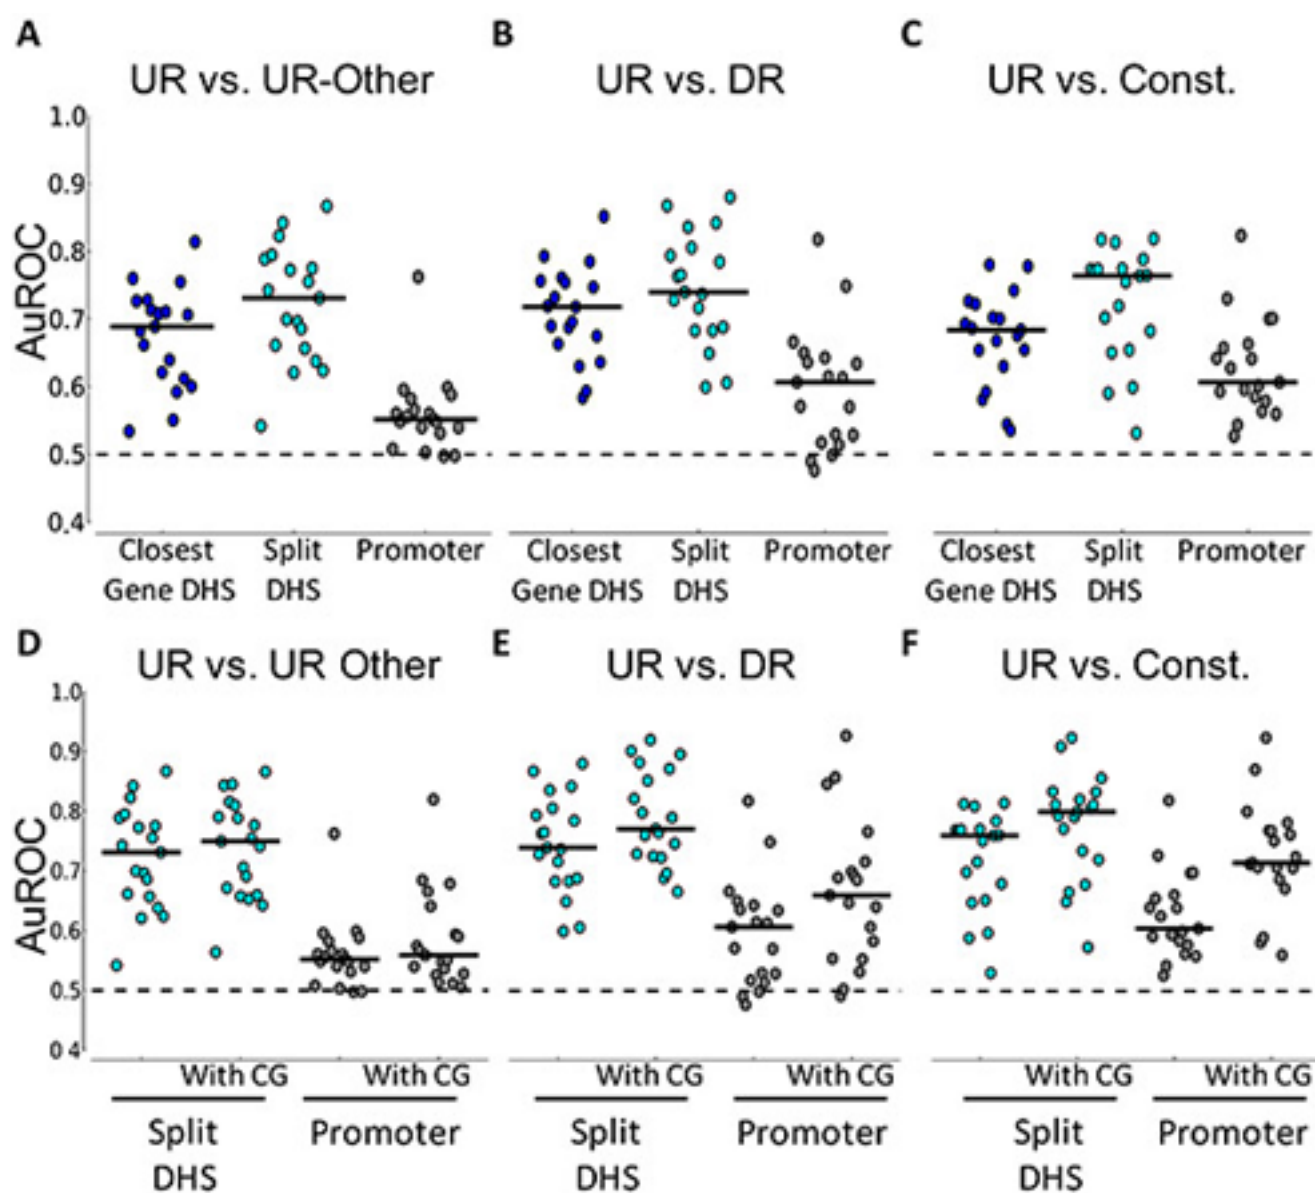 A
B
C
UR vs. UR-Other
UR vs. DR
UR vs. Const.
AuROC
1.0
0.9
0.8
0.7
0.6
0.5
0.4
Closest Split Promoter
Gene DHS DHS
Closest Split Promoter
Gene DHS DHS
Closest Split Promoter
Gene DHS DHS
D
E
F
UR vs. UR Other
UR vs. DR
UR vs. Const.
AuROC
1.0
0.9
0.8
0.7
0.6
0.5
0 4
With CG With CG
With CG With CG
With CG With CG
Split Promoter
DHS
Split Promoter
DHS
Split Promoter
DHS